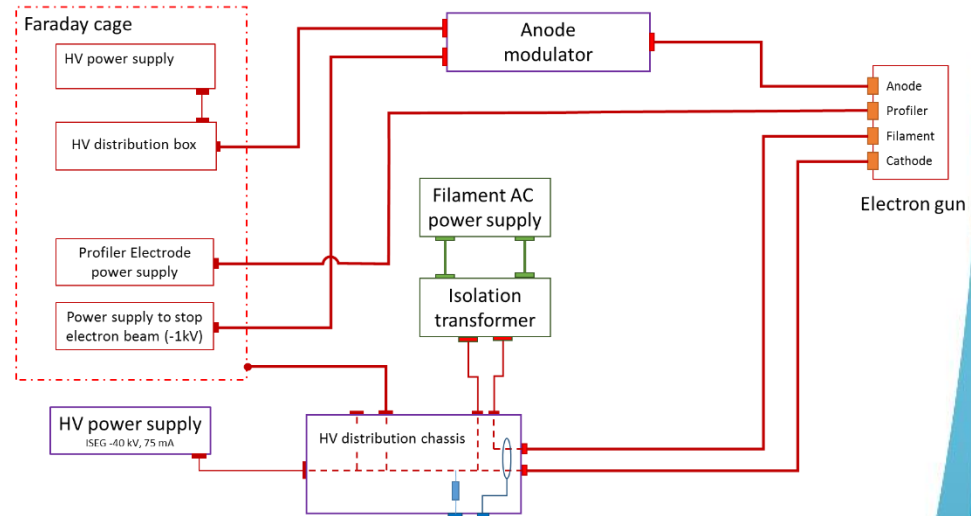 Faraday cage
HV power supply
HV distribution box
Profiler Electrode
power supply
Power supply to stop
electron beam (-1kV)
Anode
modulator
Anode
Profiler
Filament
Cathode
Electron gun
Filament AC
power supply
Isolation
transformer
HV power supply
ISEG -40 kV, 75 mA
HV distribution chassis